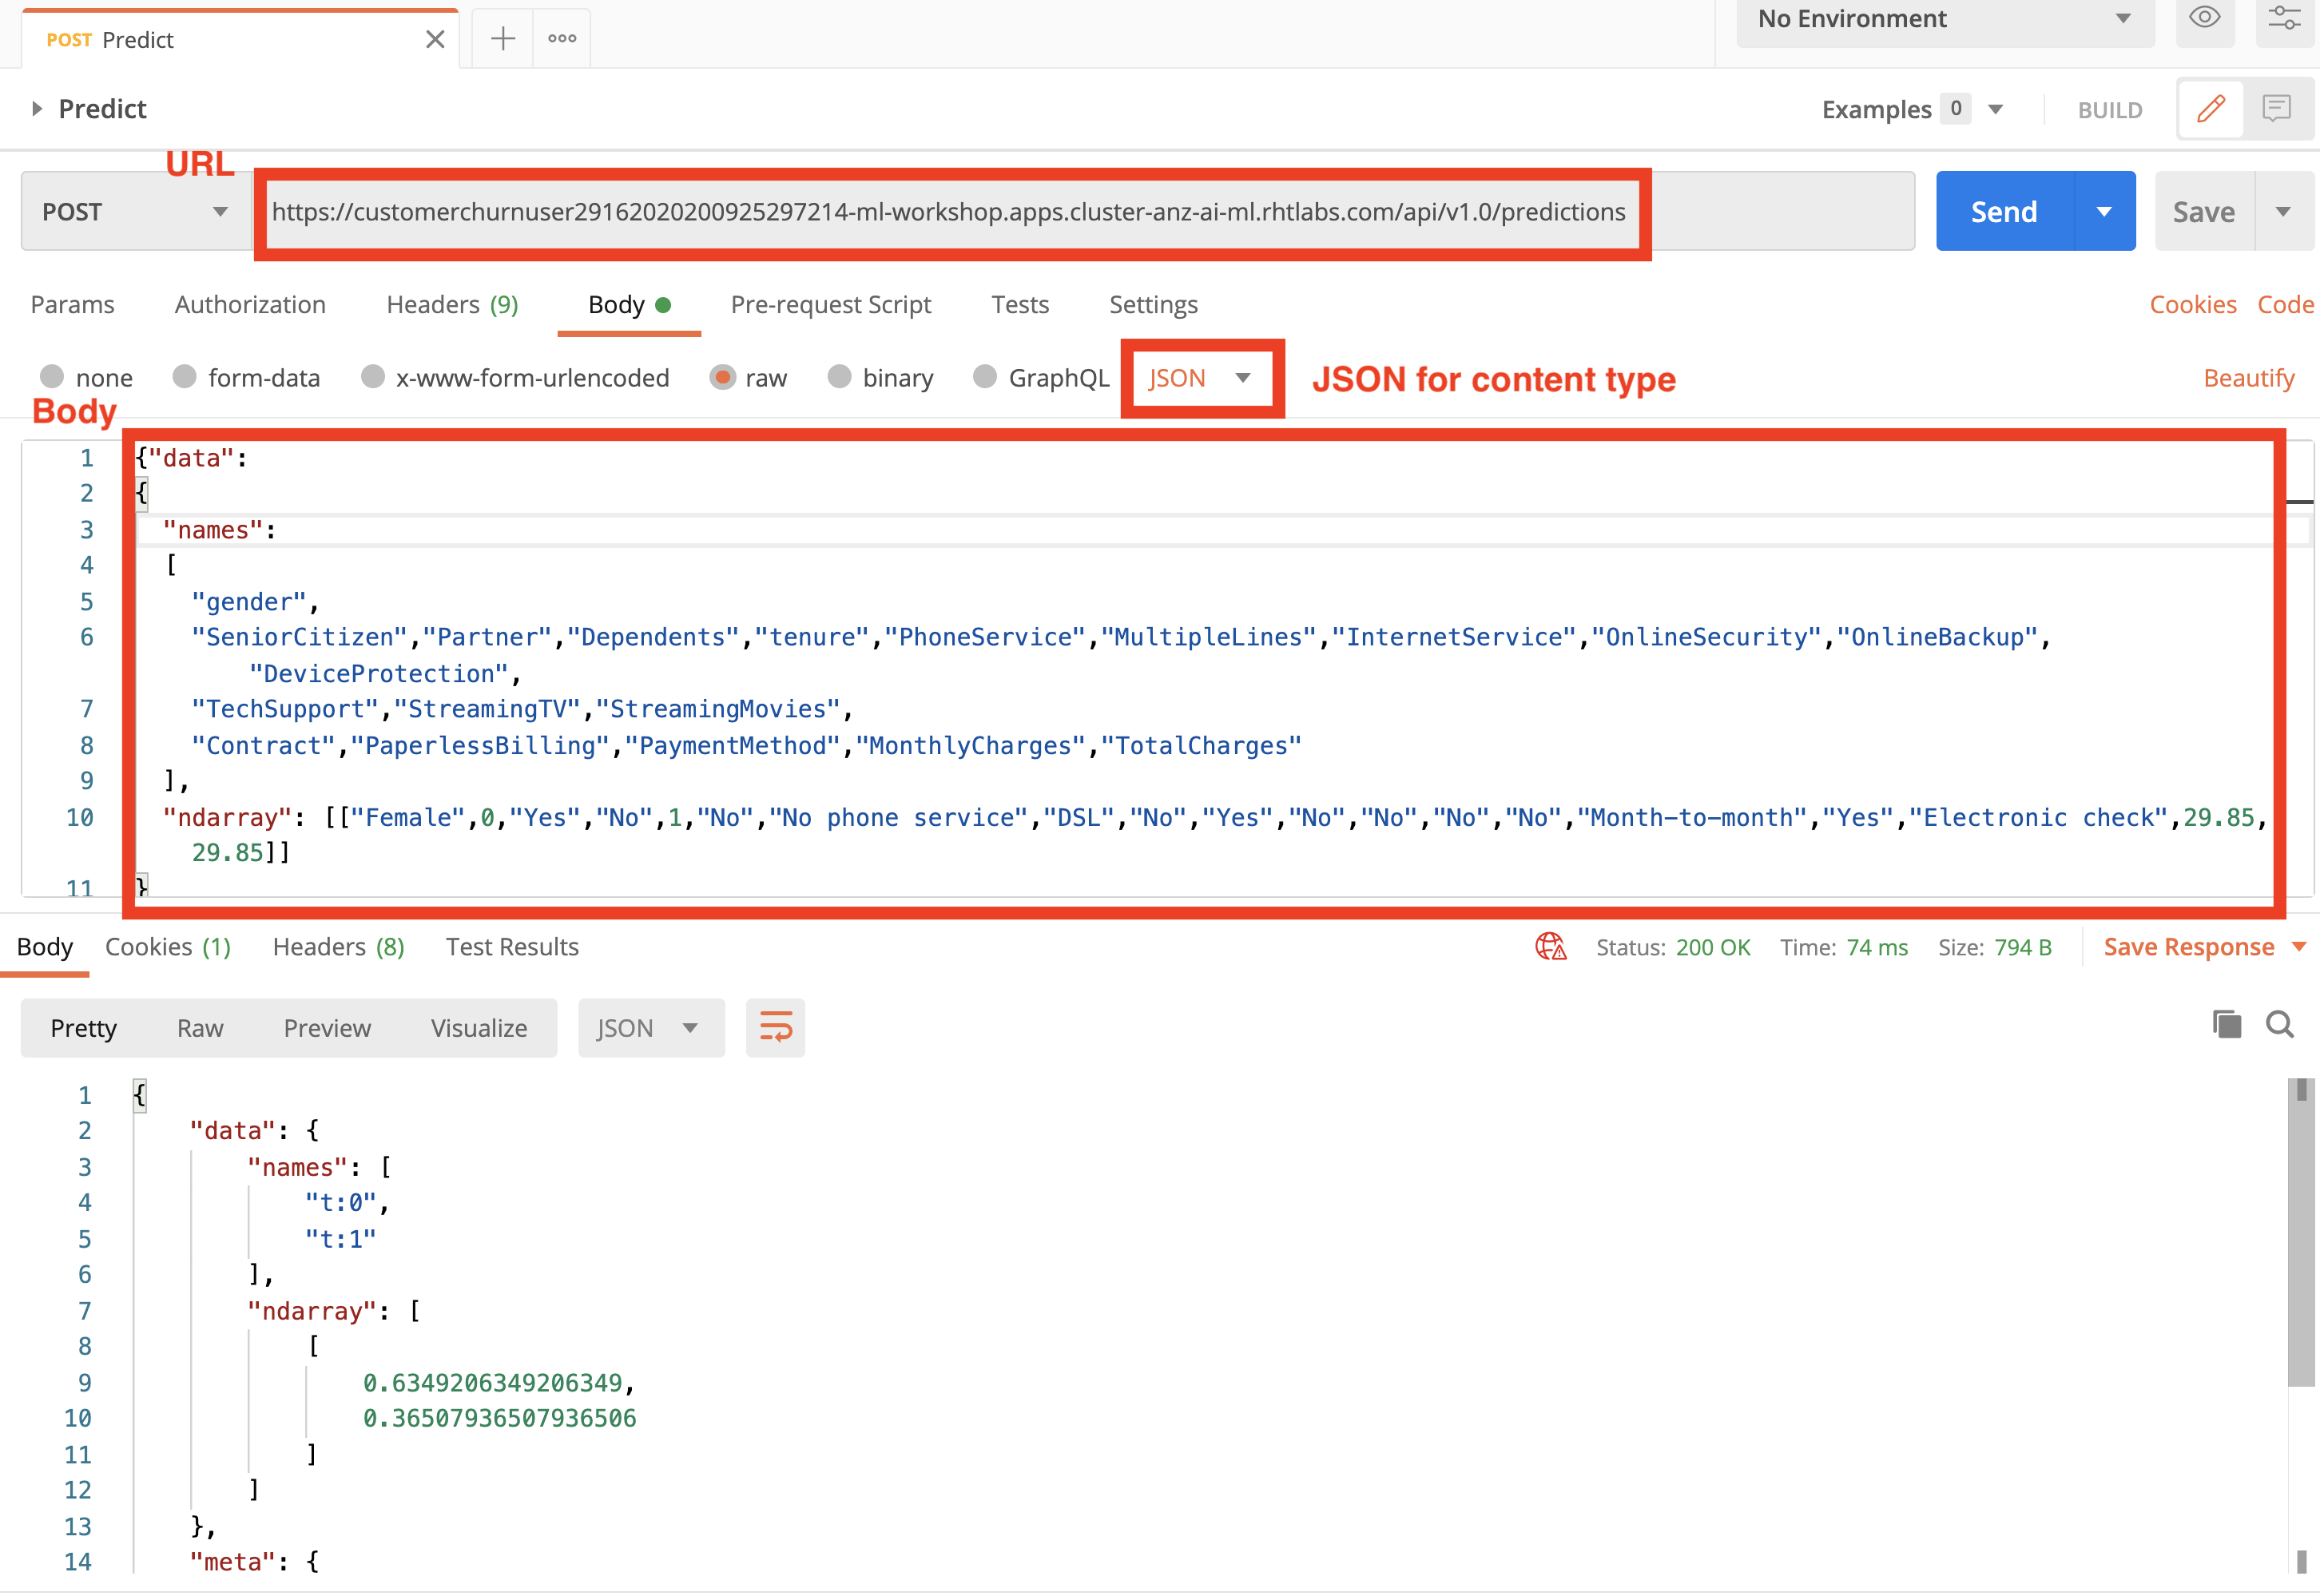 POST Predict
No Environment
Predict
Examples 0
BUILD
URL
POST
https://customerchurnuser29162020200925297214-ml-workshop.apps.cluster-anz-ai-ml.rhtlabs.com/api/v1.0/predictions
Send
Save
Params Authorization Headers (9) Body Pre-request Script Tests Settings
Cookies Code
none form-data x-www-form-urlencoded raw binary GraphQL JSON
JSON for content type
Beautify
Body
1 {"data":
2 {
3 "names":
4 [
5 "gender",
6 "SeniorCitizen","Partner","Dependents","tenure","PhoneService","MultipleLines","InternetService","OnlineSecurity","OnlineBackup",
"DeviceProtection",
7 "TechSupport","StreamingTV","StreamingMovies",
8 "Contract","PaperlessBilling","PaymentMethod","MonthlyCharges","TotalCharges"
9 ],
10 "ndarray": [["Female",0,"Yes","No",1,"No","No phone service","DSL","No","Yes","No","No","No","No","Month-to-month","Yes","Electronic check",29.85,
29.85]]
11 }
Body Cookies (1) Headers (8) Test Results
Status: 200 OK Time: 74 ms Size: 794 B
Save Response
Pretty Raw Preview Visualize JSON
1 {
2 "data": {
3 "names": [
4 "t:0",
5 "t:1"
6 ],
7 "ndarray": [
8 [
9 0.6349206349206349,
10 0.36507936507936506
11 ]
12 ]
13 },
14 "meta": {